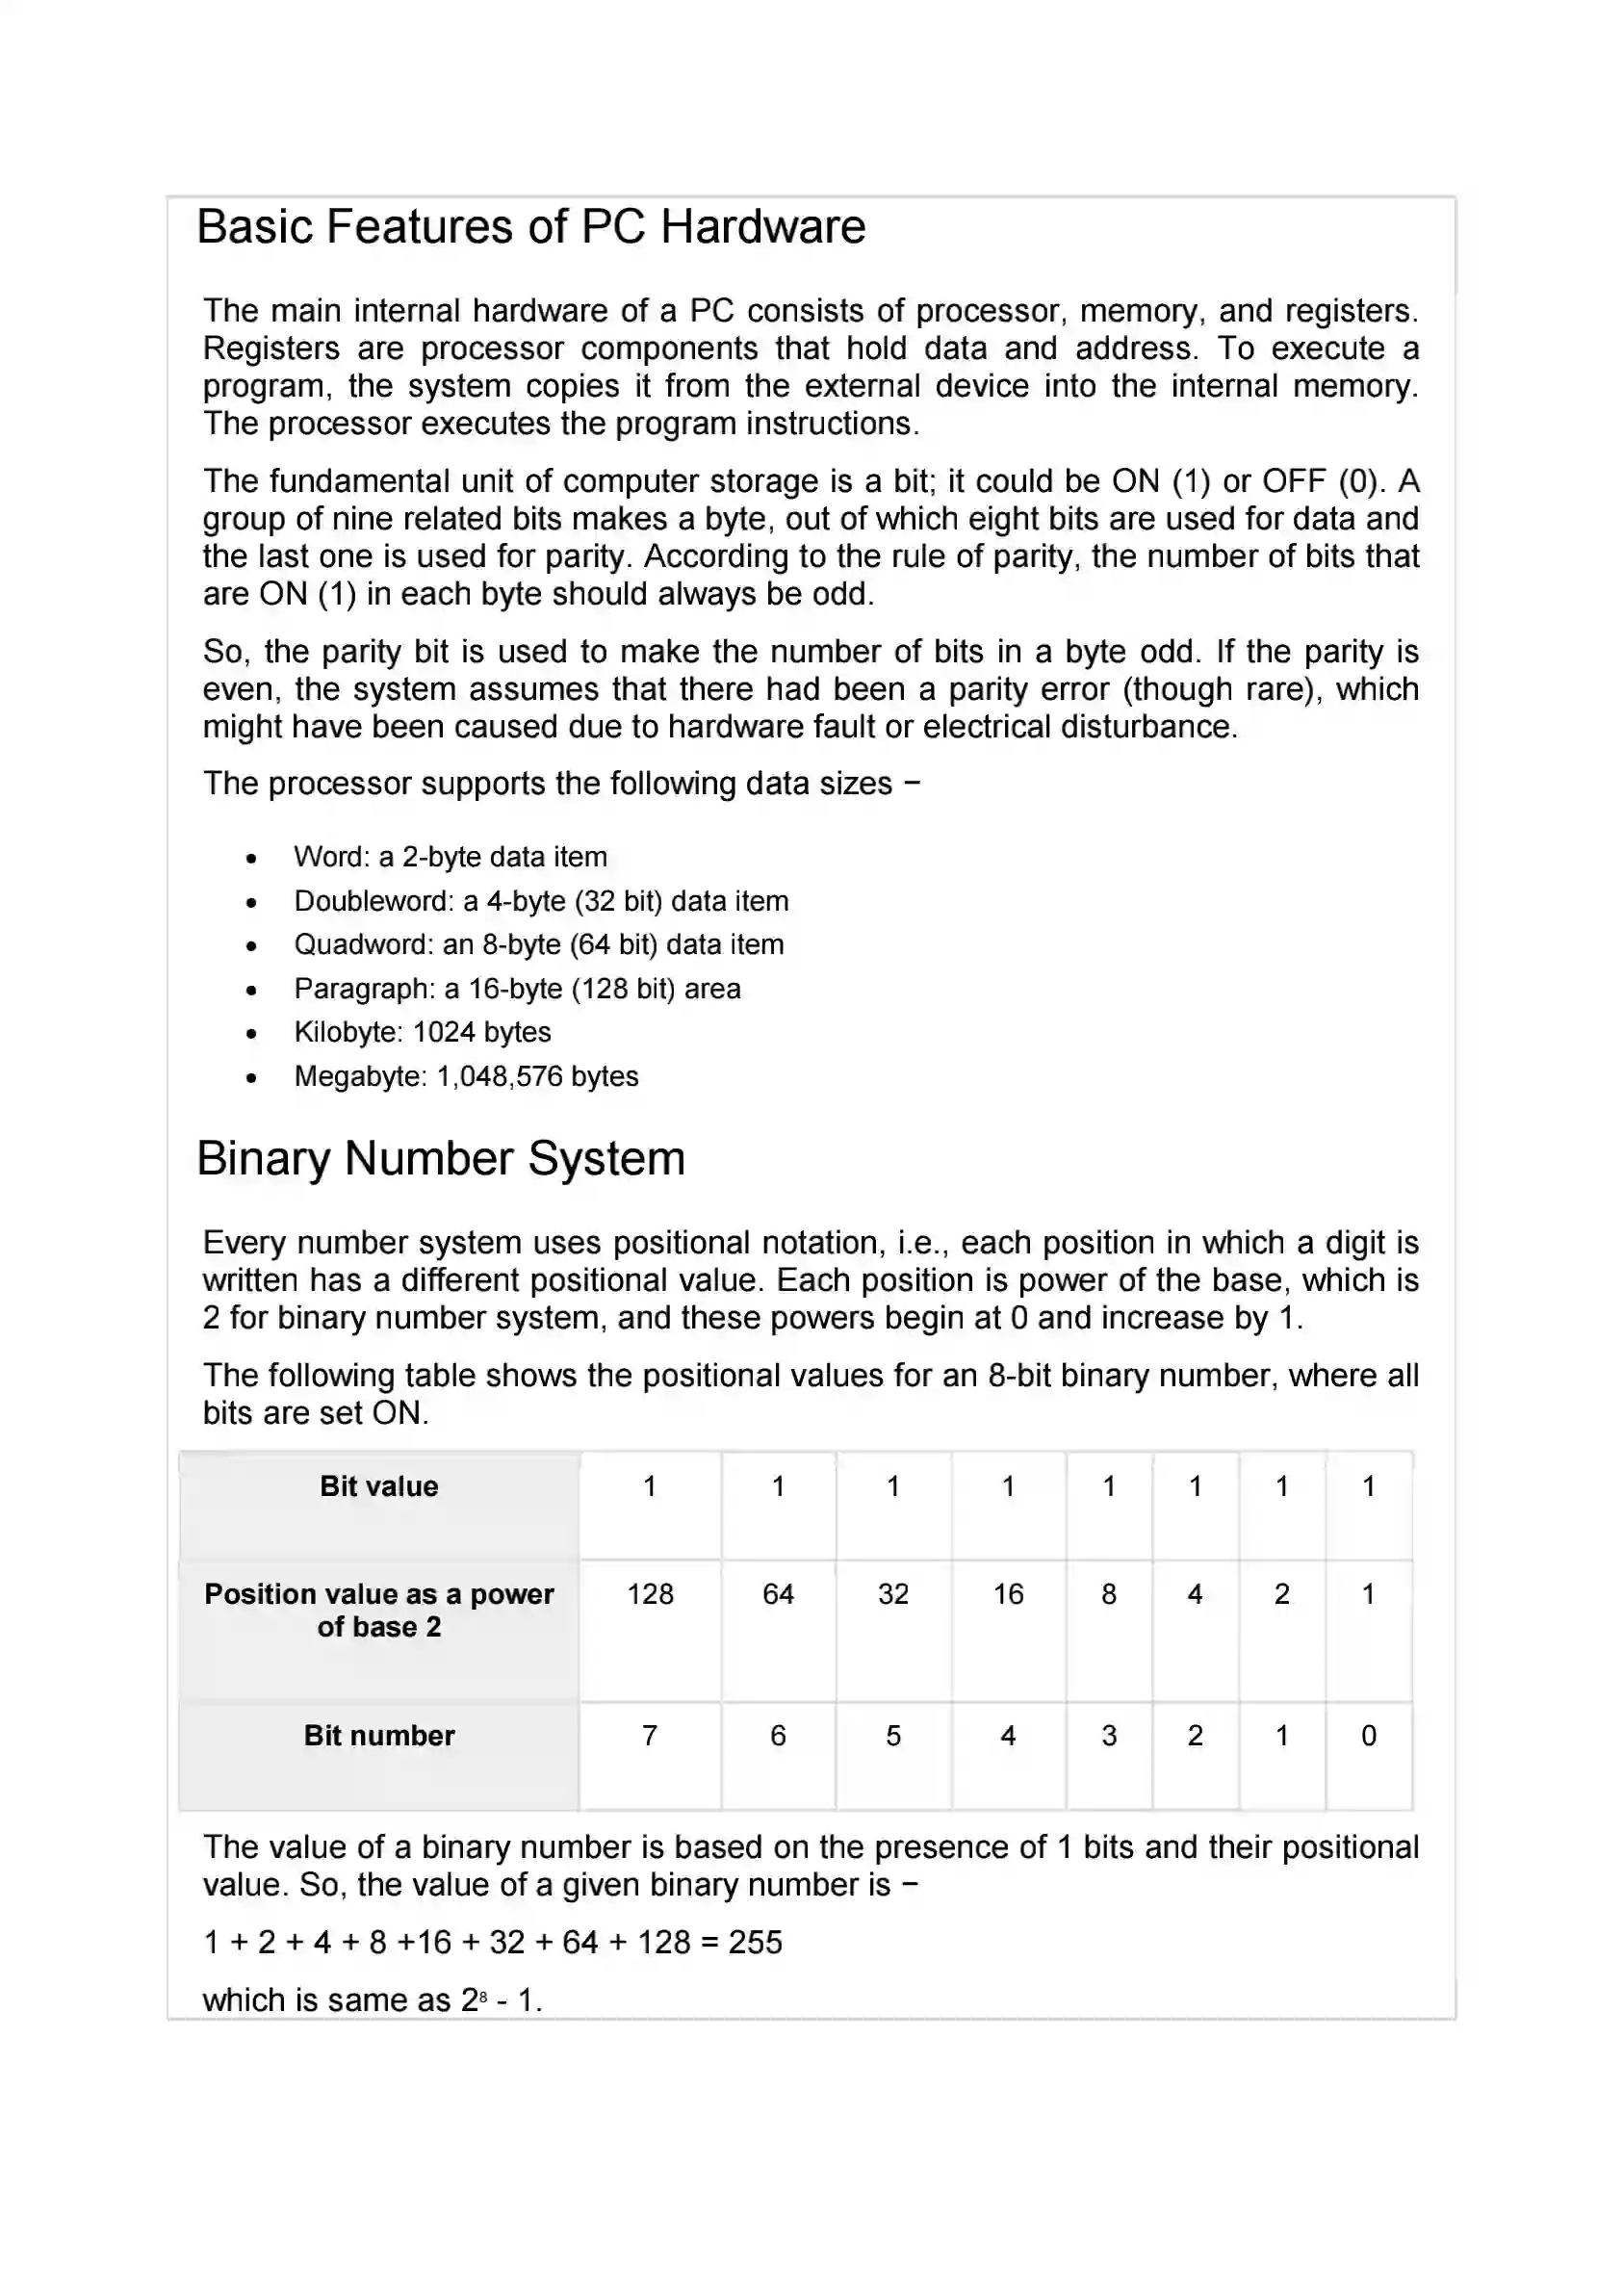 Basic Features of PC Hardware
The main internal hardware of a PC consists of processor, memory, and registers.
Registers are processor components that hold data and address. To execute a
program, the system copies it from the external device into the internal memory.
The processor executes the program instructions.
The fundamental unit of computer storage is a bit; it could be ON (1) or OFF (0). A
group of nine related bits makes a byte, out of which eight bits are used for data and
the last one is used for parity. According to the rule of parity, the number of bits that
are ON (1) in each byte should always be odd.
So, the parity bit is used to make the number of bits in a byte odd. If the parity is
even, the system assumes that there had been a parity error (though rare), which
might have been caused due to hardware fault or electrical disturbance.
The processor supports the following data sizes −
• Word: a 2-byte data item
• Doubleword: a 4-byte (32 bit) data item
• Quadword: an 8-byte (64 bit) data item
• Paragraph: a 16-byte (128 bit) area
• Kilobyte: 1024 bytes
• Megabyte: 1,048,576 bytes
Binary Number System
Every number system uses positional notation, i.e., each position in which a digit is
written has a different positional value. Each position is power of the base, which is
2 for binary number system, and these powers begin at 0 and increase by 1.
The following table shows the positional values for an 8-bit binary number, where all
bits are set ON.
Bit value 1 1 1 1 1 1 1 1
Position value as a power 128 64 32 16 8 4 2 1
of base 2
Bit number 7 6 5 4 3 2 1 0
The value of a binary number is based on the presence of 1 bits and their positional
value. So, the value of a given binary number is −
1 + 2 + 4 + 8 +16 + 32 + 64 + 128 = 255
which is same as 2⁸ - 1.